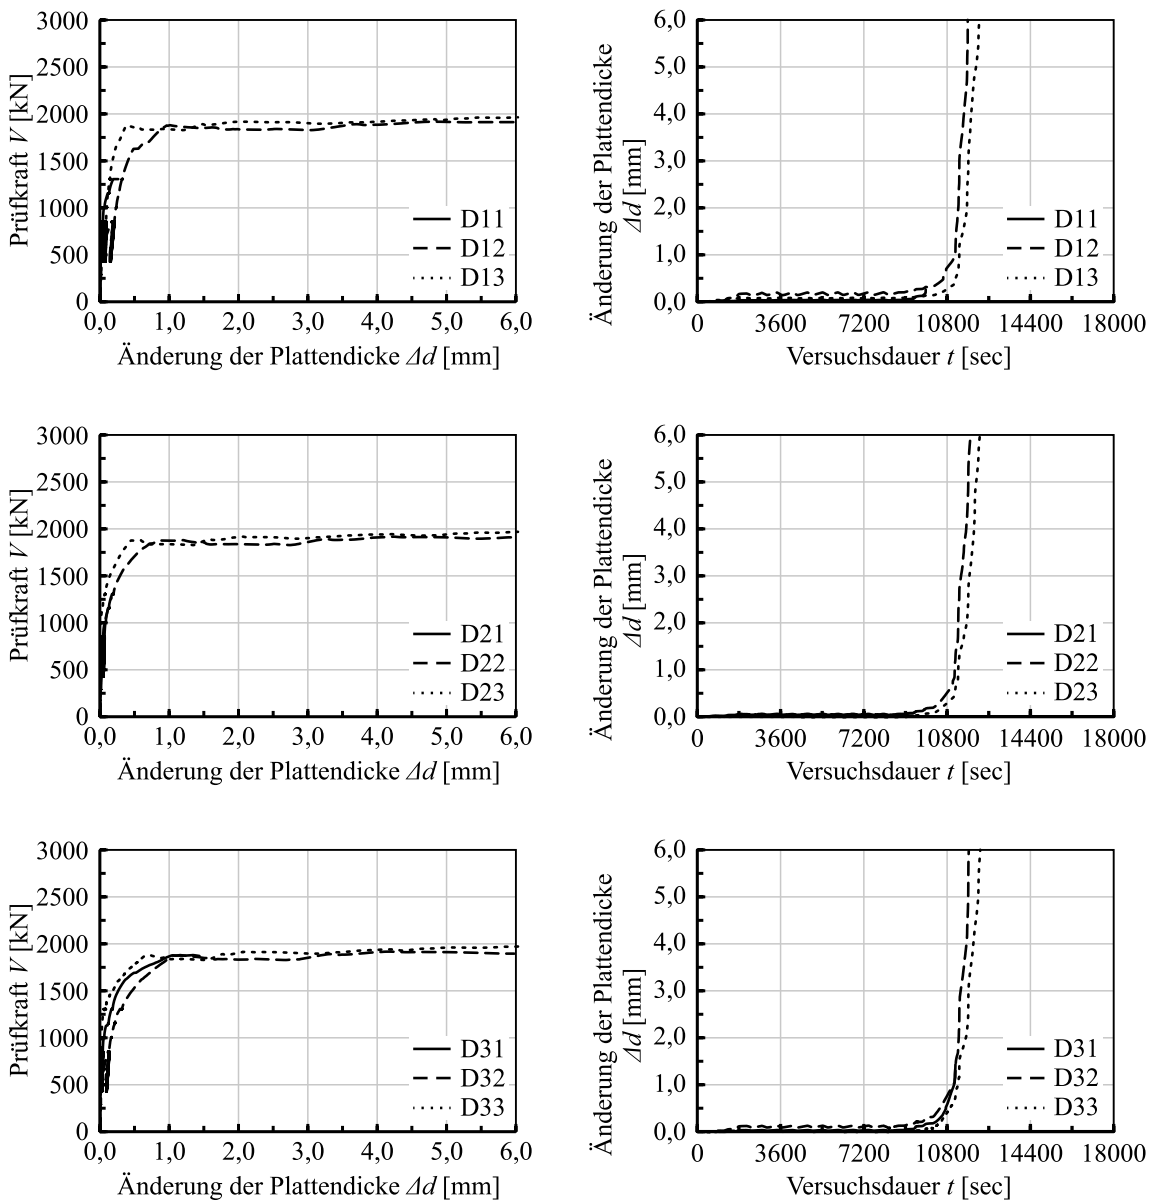 3000
2500
2000
1500
1000
500
0
Prüfkraft V [kN]
D11
D12
D13
0,0 1,0 2,0 3,0 4,0 5,0 6,0
Änderung der Plattendicke Δd [mm]
6,0
5,0
4,0
3,0
2,0
1,0
0,0
Änderung der Plattendicke
Δd [mm]
D11
D12
D13
0 3600 7200 10800 14400 18000
Versuchsdauer t [sec]
3000
2500
2000
1500
1000
500
0
Prüfkraft V [kN]
D21
D22
D23
0,0 1,0 2,0 3,0 4,0 5,0 6,0
Änderung der Plattendicke Δd [mm]
6,0
5,0
4,0
3,0
2,0
1,0
0,0
Änderung der Plattendicke
Δd [mm]
D21
D22
D23
0 3600 7200 10800 14400 18000
Versuchsdauer t [sec]
3000
2500
2000
1500
1000
500
0
Prüfkraft V [kN]
D31
D32
D33
0,0 1,0 2,0 3,0 4,0 5,0 6,0
Änderung der Plattendicke Δd [mm]
6,0
5,0
4,0
3,0
2,0
1,0
0,0
Änderung der Plattendicke
Δd [mm]
D31
D32
D33
0 3600 7200 10800 14400 18000
Versuchsdauer t [sec]